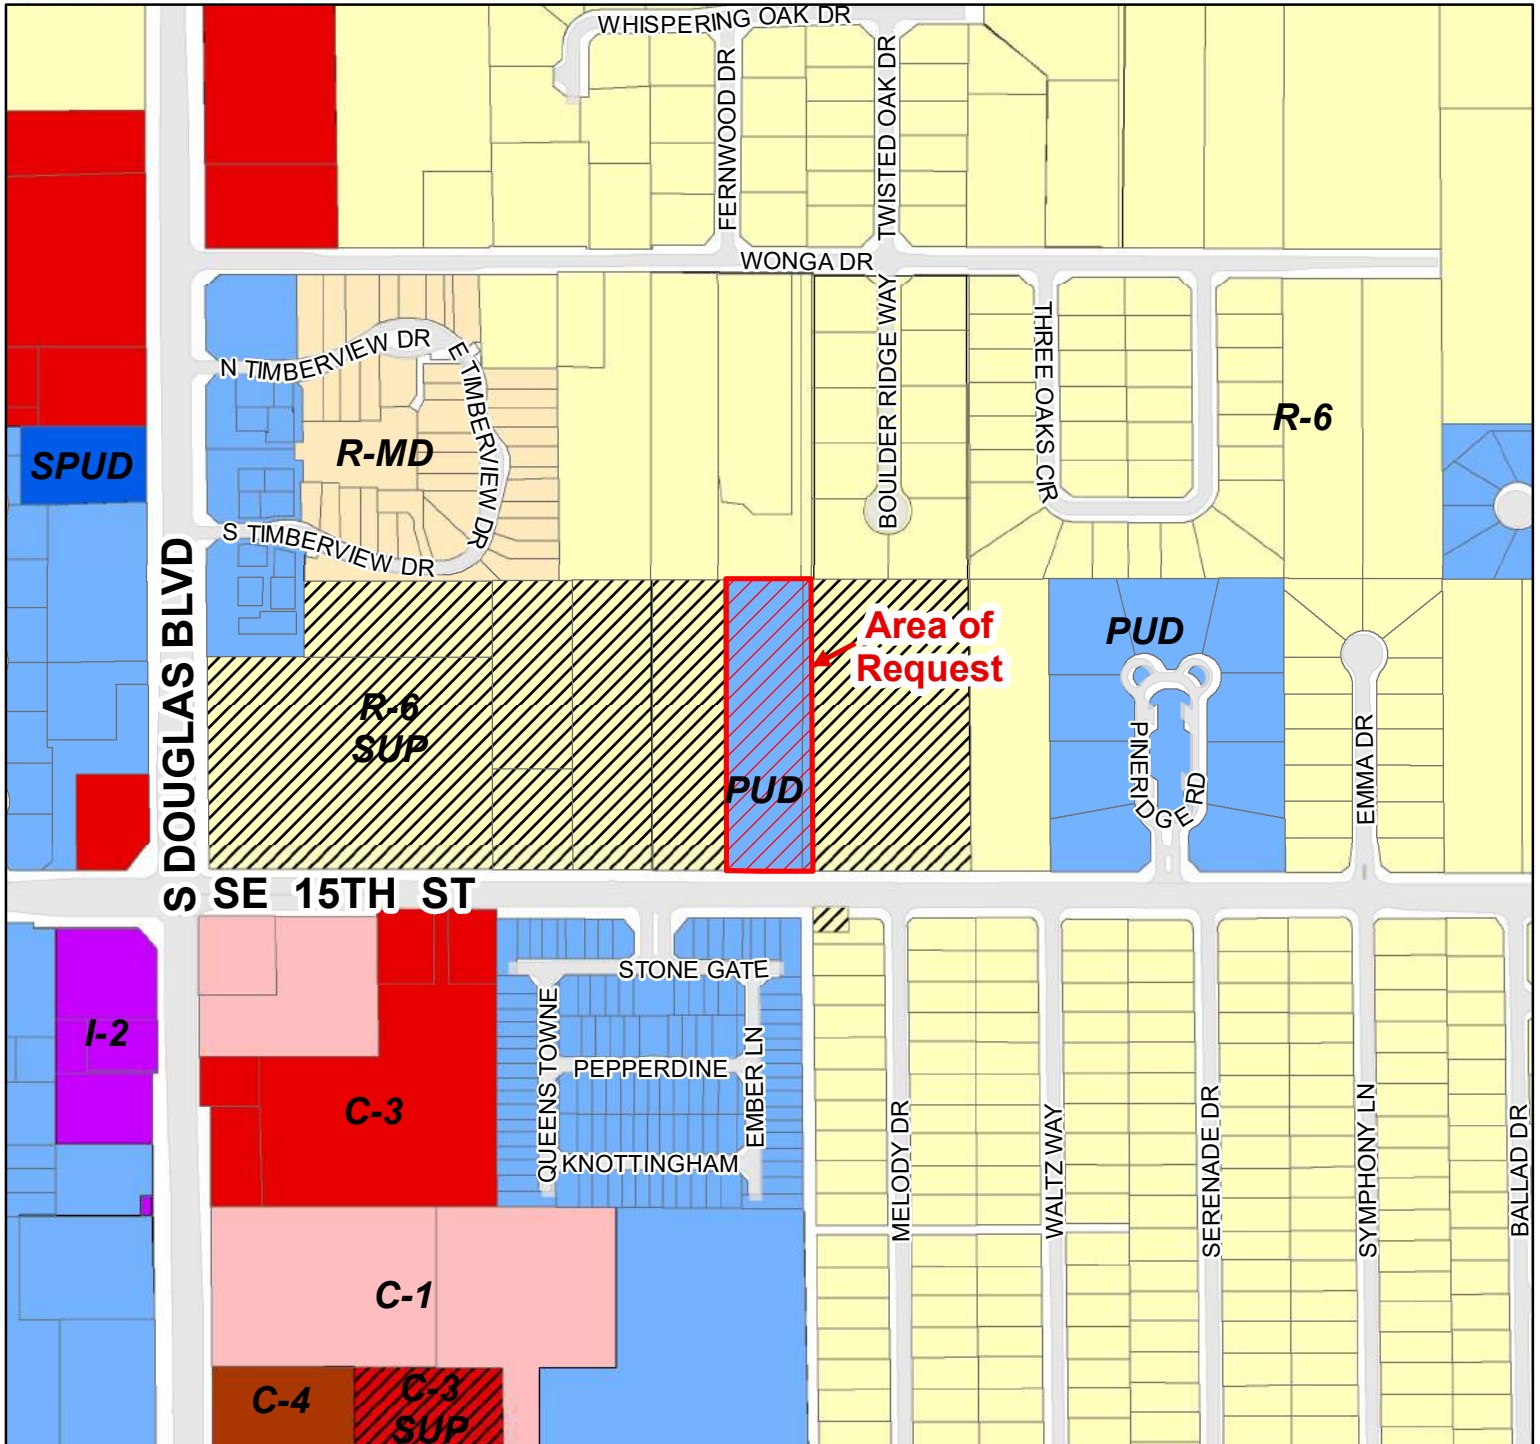 WHISPERING OAK DR
FERNWOOD DR
TWISTED OAK DR
WONGA DR
N TIMBERVIEW DR
E TIMBERVIEW DR
BOULDER RIDGE WAY
THREE OAKS CIR
R-6
R-MD
SPUD
S TIMBERVIEW DR
S DOUGLAS BLVD
Area of
Request
PUD
R-6
SUP
PUD
PINERIDGE RD
EMMA DR
SE 15TH ST
STONE GATE
QUEENS TOWNE
I-2
PEPPERDINE
EMBER LN
C-3
KNOTTINGHAM
MELODY DR
WALTZ WAY
SERENADE DR
SYMPHONY LN
BALLAD DR
C-1
C-4
C-3
SUP